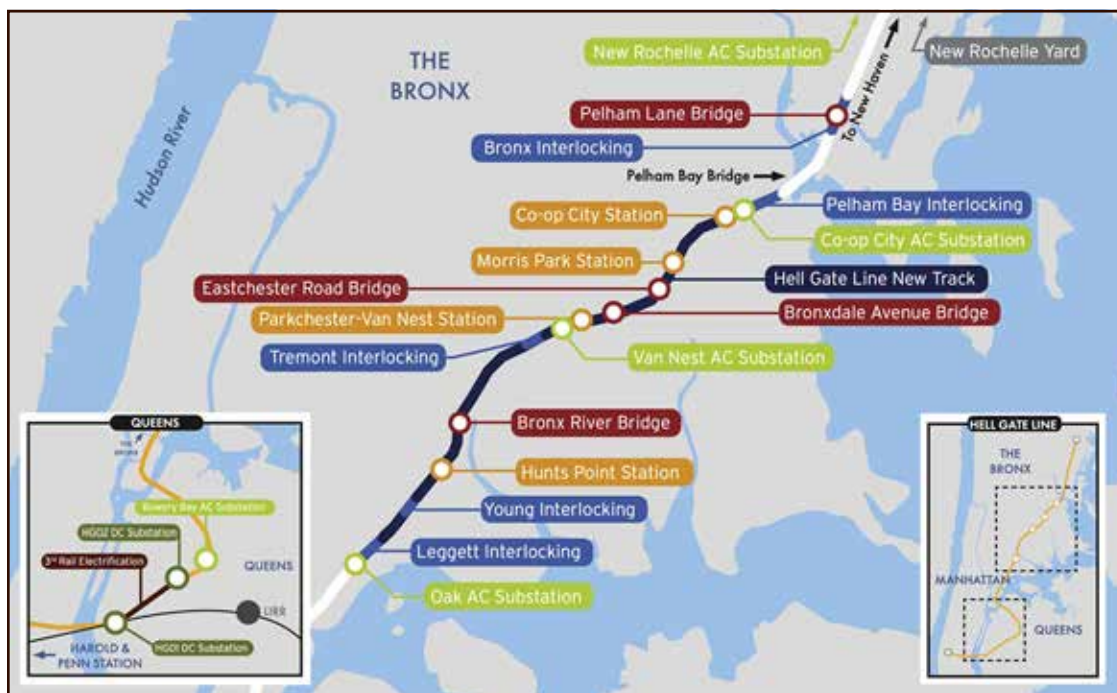 New Rochelle AC Substation
New Rochelle Yard
THE
BRONX
Hudson River
To New Haven
Pelham Lane Bridge
Bronx Interlocking
Pelham Bay Bridge
Pelham Bay Interlocking
Co-op City Station
Co-op City AC Substation
Morris Park Station
Hell Gate Line New Track
Eastchester Road Bridge
Bronxdale Avenue Bridge
Parkchester-Van Nest Station
Tremont Interlocking
Van Nest AC Substation
Bronx River Bridge
Hunts Point Station
Young Interlocking
Leggett Interlocking
Oak AC Substation
QUEENS
THE
BRONX
Bowery Bay AC Substation
HGD2 DC Substation
3rd Rail Electrification
QUEENS
LIRR
HAROLD &
PENN STATION
HGD1 DC Substation
HELL GATE LINE
THE
BRONX
MANHATTAN
QUEENS